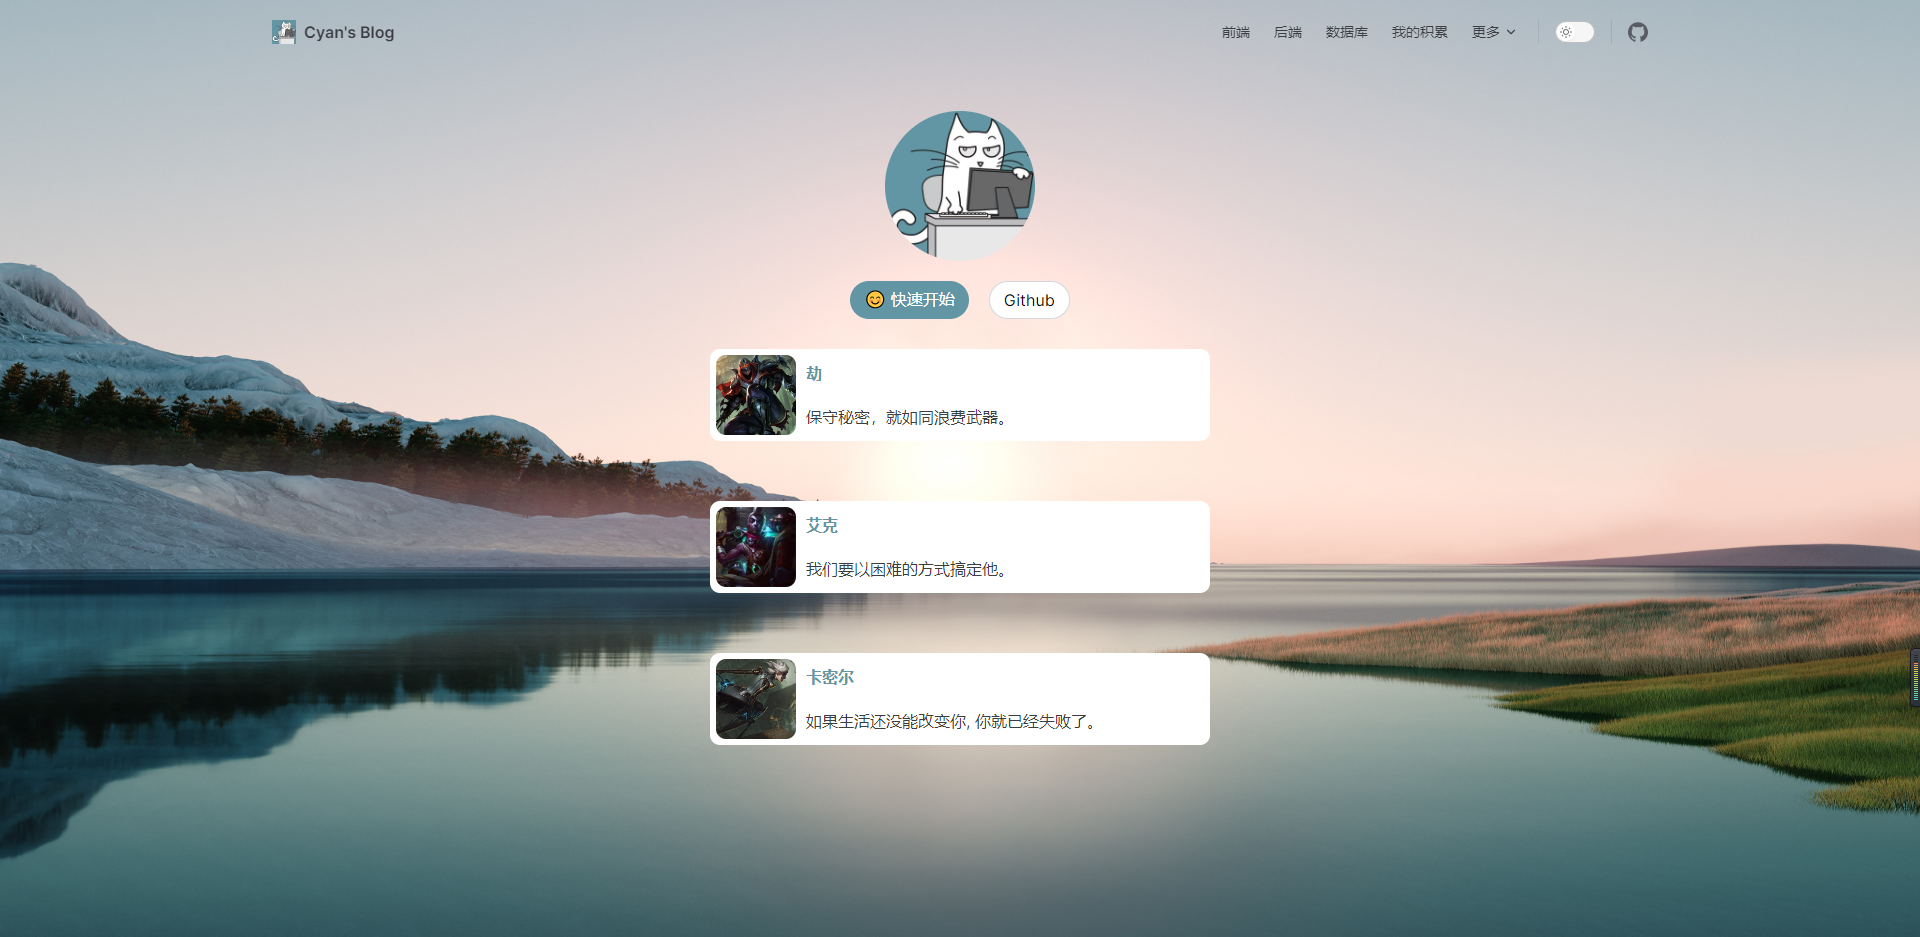 Cyan's Blog
前端
后端
数据库
我的积累
更多
😊 快速开始
Github
劫
保守秘密，就如同浪费武器。
艾克
我们要以困难的方式搞定他。
卡密尔
如果生活还没能改变你, 你就已经失败了。